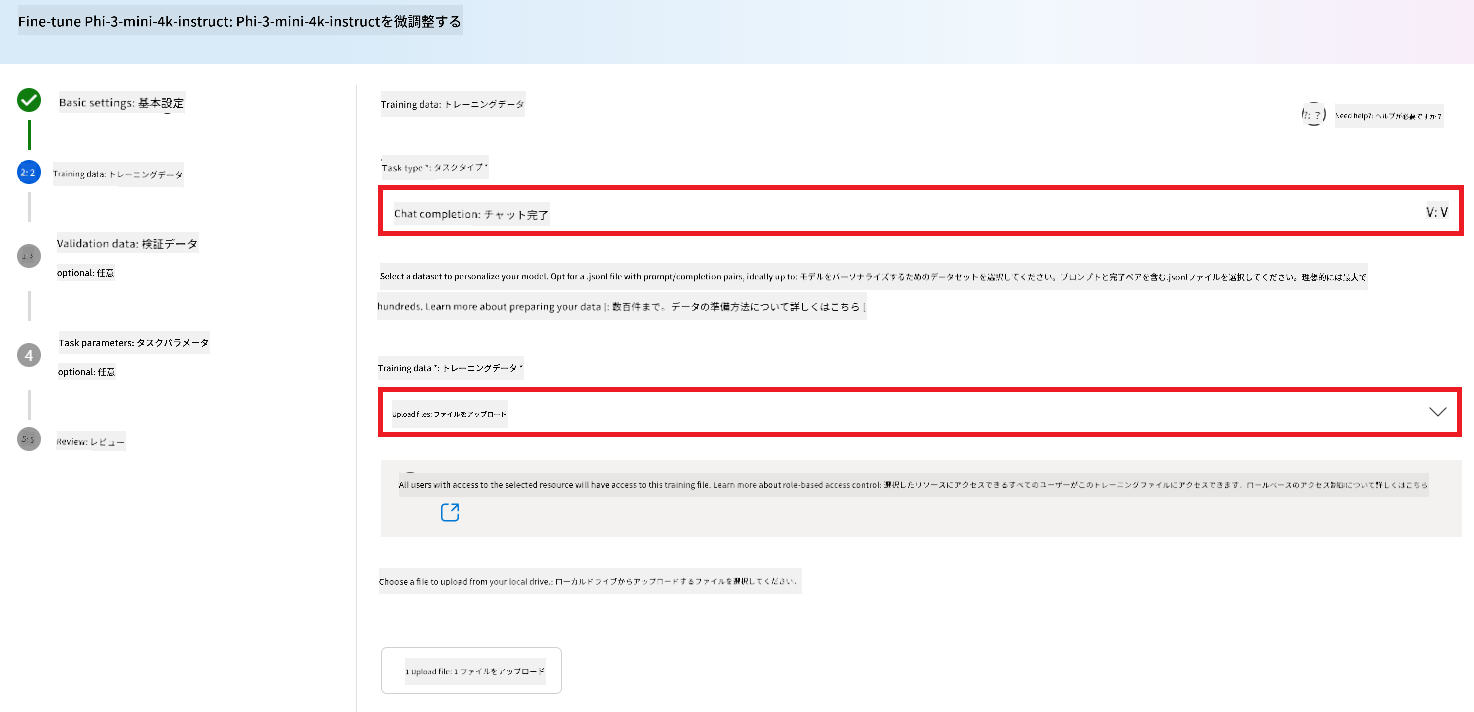 Fine-tune Phi-3-mini-4k-instruct: Phi-3-mini-4k-instructを微調整する
Basic settings: 基本設定
2: 2
Training data: トレーニングデータ
Validation data: 検証データ
optional: 任意
4
Task parameters: タスクパラメータ
optional: 任意
5: 5
Review: レビュー
Training data: トレーニングデータ
?: ?
Need help?: ヘルプが必要ですか？
Task type *: タスクタイプ *
Chat completion: チャット完了
V: V
Select a dataset to personalize your model. Opt for a .jsonl file with prompt/completion pairs, ideally up to: モデルをパーソナライズするためのデータセットを選択してください。プロンプトと完了ペアを含む.jsonlファイルを選択してください。理想的には最大で
hundreds. Learn more about preparing your data [: 数百件まで。データの準備方法について詳しくはこちら [
Training data *: トレーニングデータ *
Upload files: ファイルをアップロード
All users with access to the selected resource will have access to this training file. Learn more about role-based access control: 選択したリソースにアクセスできるすべてのユーザーがこのトレーニングファイルにアクセスできます。ロールベースのアクセス制御について詳しくはこちら
Choose a file to upload from your local drive.: ローカルドライブからアップロードするファイルを選択してください。
1 Upload file: 1 ファイルをアップロード